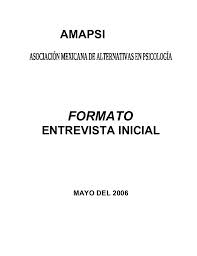 AMAPSI
ASOCIACIÓN MEXICANA DE ALTERNATIVAS EN PSICOLOGÍA
FORMATO
ENTREVISTA INICIAL
MAYO DEL 2006